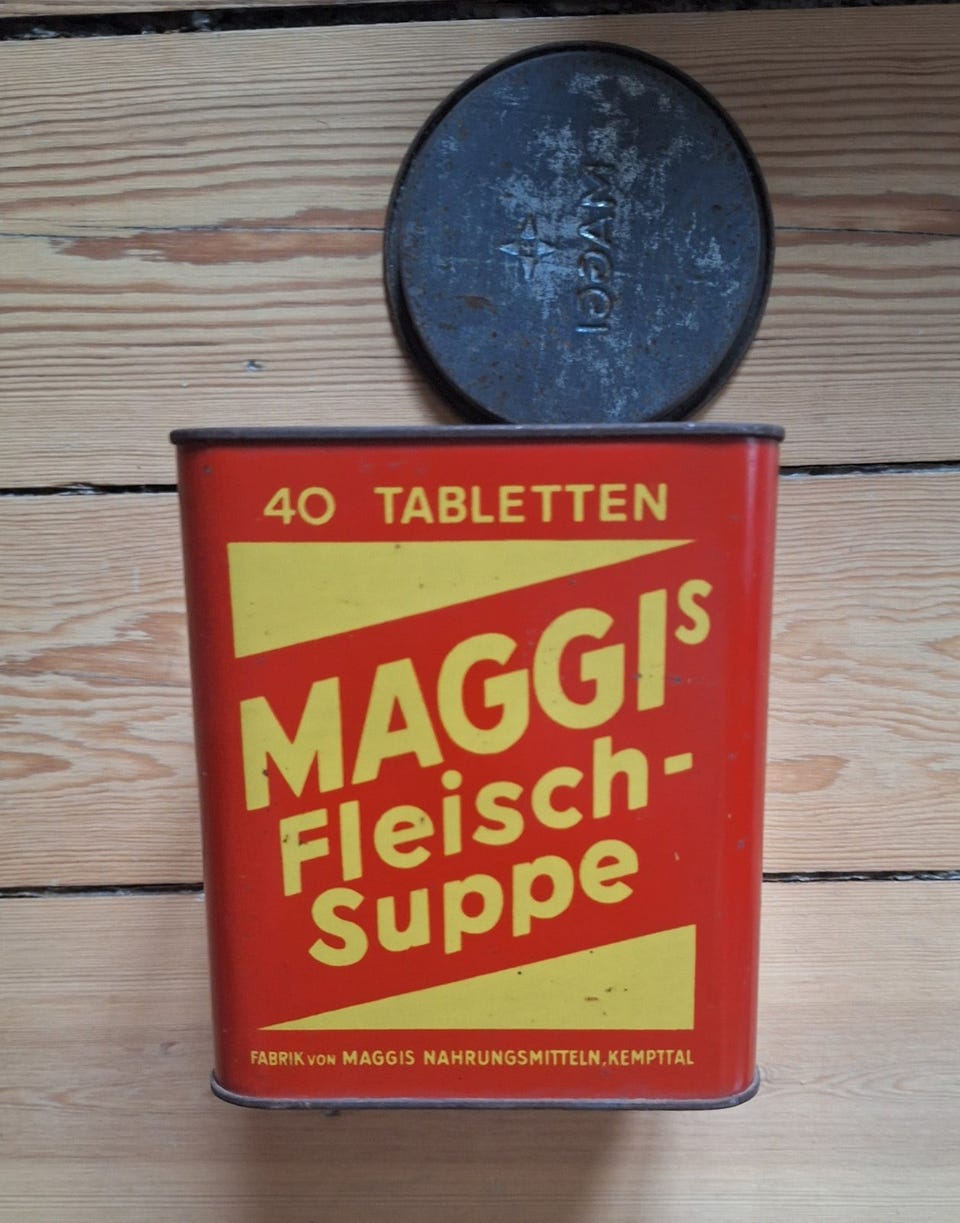 MAGGI
40 TABLETTEN
MAGGIS
Fleisch-
Suppe
FABRIK VON MAGGIS NAHRUNGSMITTELN, KEMPTTAL